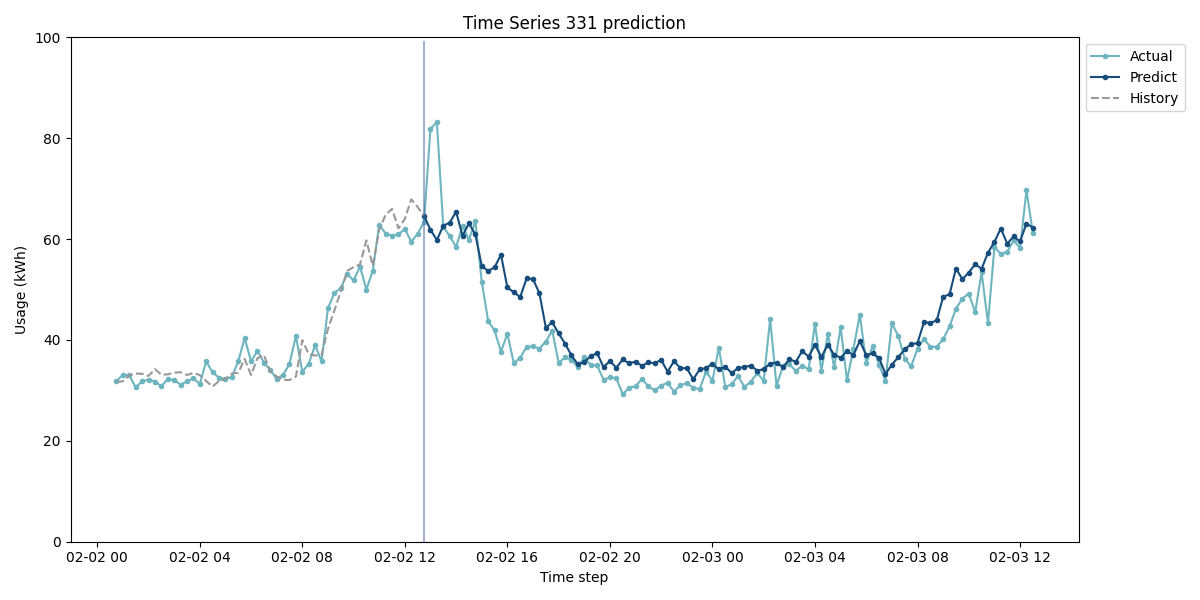 Time Series 331 prediction
Usage (kWh)
100
80
60
40
20
0
02-02 00
02-02 04
02-02 08
02-02 12
02-02 16
02-02 20
02-03 00
02-03 04
02-03 08
02-03 12
Time step
Actual
Predict
History